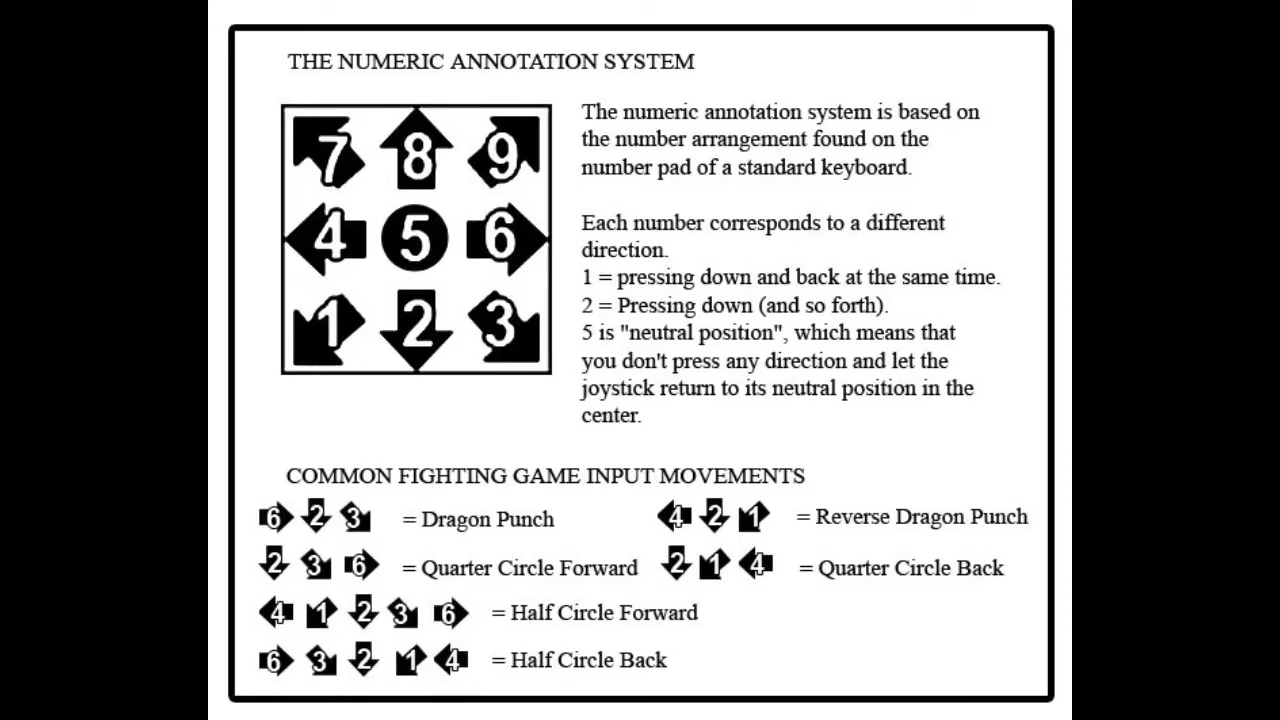 THE NUMERIC ANNOTATION SYSTEM
7 8 9
4 5 6
1 2 3
The numeric annotation system is based on
the number arrangement found on the
number pad of a standard keyboard.
Each number corresponds to a different
direction.
1 = pressing down and back at the same time.
2 = Pressing down (and so forth).
5 is "neutral position", which means that
you don't press any direction and let the
joystick return to its neutral position in the
center.
COMMON FIGHTING GAME INPUT MOVEMENTS
6 2 3 = Dragon Punch
4 2 1 = Reverse Dragon Punch
2 3 6 = Quarter Circle Forward
2 1 4 = Quarter Circle Back
4 1 2 3 6 = Half Circle Forward
6 3 2 1 4 = Half Circle Back